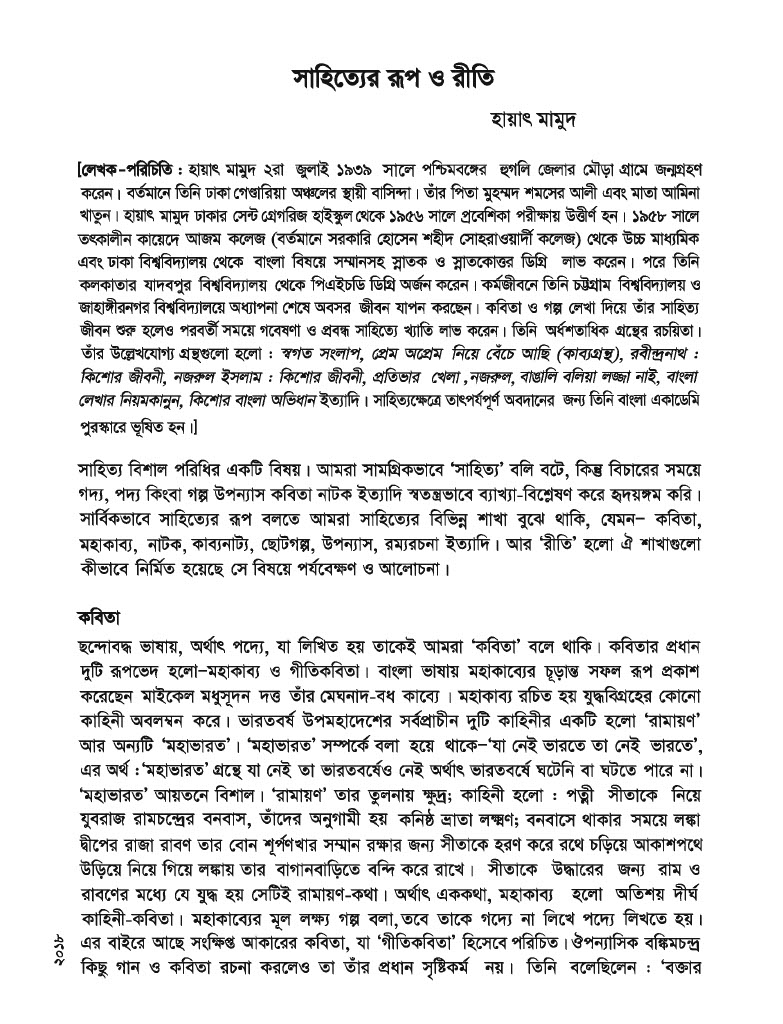 সাহিত্যের রূপ ও রীতি
হায়াৎ মামুদ
[লেখক-পরিচিতি : হায়াৎ মামুদ ২রা জুলাই ১৯৩৯ সালে পশ্চিমবঙ্গের হুগলি জেলার মৌড়া গ্রামে জন্মগ্রহণ
করেন। বর্তমানে তিনি ঢাকা গেণ্ডারিয়া অঞ্চলের স্থায়ী বাসিন্দা। তাঁর পিতা মুহম্মদ শমসের আলী এবং মাতা আমিনা
খাতুন। হায়াৎ মামুদ ঢাকার সেন্ট গ্রেগরিজ হাইস্কুল থেকে ১৯৫৬ সালে প্রবেশিকা পরীক্ষায় উত্তীর্ণ হন। ১৯৫৮ সালে
তৎকালীন কায়েদে আজম কলেজ (বর্তমানে সরকারি হোসেন শহীদ সোহরাওয়ার্দী কলেজ) থেকে উচ্চ মাধ্যমিক
এবং ঢাকা বিশ্ববিদ্যালয় থেকে বাংলা বিষয়ে সম্মানসহ স্নাতক ও স্নাতকোত্তর ডিগ্রি লাভ করেন। পরে তিনি
কলকাতার যাদবপুর বিশ্ববিদ্যালয় থেকে পিএইচডি ডিগ্রি অর্জন করেন। কর্মজীবনে তিনি চট্টগ্রাম বিশ্ববিদ্যালয় ও
জাহাঙ্গীরনগর বিশ্ববিদ্যালয়ে অধ্যাপনা শেষে অবসর জীবন যাপন করছেন। কবিতা ও গল্প লেখা দিয়ে তাঁর সাহিত্য
জীবন শুরু হলেও পরবর্তী সময়ে গবেষণা ও প্রবন্ধ সাহিত্যে খ্যাতি লাভ করেন। তিনি অর্ধশতাধিক গ্রন্থের রচয়িতা।
তাঁর উল্লেখযোগ্য গ্রন্থগুলো হলো : স্বগত সংলাপ, প্রেম অপ্রেম নিয়ে বেঁচে আছি (কাব্যগ্রন্থ), রবীন্দ্রনাথ :
কিশোর জীবনী, নজরুল ইসলাম : কিশোর জীবনী, প্রতিভার খেলা ,নজরুল, বাঙালি বলিয়া লজ্জা নাই, বাংলা
লেখার নিয়মকানুন, কিশোর বাংলা অভিধান ইত্যাদি। সাহিত্যক্ষেত্রে তাৎপর্যপূর্ণ অবদানের জন্য তিনি বাংলা একাডেমি
পুরস্কারে ভূষিত হন।]
সাহিত্য বিশাল পরিধির একটি বিষয়। আমরা সামগ্রিকভাবে ‘সাহিত্য’ বলি বটে, কিন্তু বিচারের সময়ে
গদ্য, পদ্য কিংবা গল্প উপন্যাস কবিতা নাটক ইত্যাদি স্বতন্ত্রভাবে ব্যাখ্যা-বিশ্লেষণ করে হৃদয়ঙ্গম করি।
সার্বিকভাবে সাহিত্যের রূপ বলতে আমরা সাহিত্যের বিভিন্ন শাখা বুঝে থাকি, যেমন– কবিতা,
মহাকাব্য, নাটক, কাব্যনাট্য, ছোটগল্প, উপন্যাস, রম্যরচনা ইত্যাদি। আর ‘রীতি’ হলো ঐ শাখাগুলো
কীভাবে নির্মিত হয়েছে সে বিষয়ে পর্যবেক্ষণ ও আলোচনা।
কবিতা
ছন্দোবদ্ধ ভাষায়, অর্থাৎ পদ্যে, যা লিখিত হয় তাকেই আমরা ‘কবিতা’ বলে থাকি। কবিতার প্রধান
দুটি রূপভেদ হলো–মহাকাব্য ও গীতিকবিতা। বাংলা ভাষায় মহাকাব্যের চূড়ান্ত সফল রূপ প্রকাশ
করেছেন মাইকেল মধুসূদন দত্ত তাঁর মেঘনাদ-বধ কাব্যে । মহাকাব্য রচিত হয় যুদ্ধবিগ্রহের কোনো
কাহিনী অবলম্বন করে। ভারতবর্ষ উপমহাদেশের সর্বপ্রাচীন দুটি কাহিনীর একটি হলো ‘রামায়ণ’
আর অন্যটি ‘মহাভারত’। ‘মহাভারত’ সম্পর্কে বলা হয়ে থাকে–‘যা নেই ভারতে তা নেই ভারতে’,
এর অর্থ :‘মহাভারত’ গ্রন্থে যা নেই তা ভারতবর্ষেও নেই অর্থাৎ ভারতবর্ষে ঘটেনি বা ঘটতে পারে না।
‘মহাভারত’ আয়তনে বিশাল। ‘রামায়ণ’ তার তুলনায় ক্ষুদ্র; কাহিনী হলো : পত্নী সীতাকে নিয়ে
যুবরাজ রামচন্দ্রের বনবাস, তাঁদের অনুগামী হয় কনিষ্ঠ ভ্রাতা লক্ষ্মণ; বনবাসে থাকার সময়ে লঙ্কা
দ্বীপের রাজা রাবণ তার বোন শূর্পণখার সম্মান রক্ষার জন্য সীতাকে হরণ করে রথে চড়িয়ে আকাশপথে
উড়িয়ে নিয়ে গিয়ে লঙ্কায় তার বাগানবাড়িতে বন্দি করে রাখে। সীতাকে উদ্ধারের জন্য রাম ও
রাবণের মধ্যে যে যুদ্ধ হয় সেটিই রামায়ণ-কথা। অর্থাৎ এককথা, মহাকাব্য হলো অতিশয় দীর্ঘ
কাহিনী-কবিতা। মহাকাব্যের মূল লক্ষ্য গল্প বলা,তবে তাকে গদ্যে না লিখে পদ্যে লিখতে হয়।
এর বাইরে আছে সংক্ষিপ্ত আকারের কবিতা, যা ‘গীতিকবিতা’ হিসেবে পরিচিত। ঔপন্যাসিক বঙ্কিমচন্দ্র
কিছু গান ও কবিতা রচনা করলেও তা তাঁর প্রধান সৃষ্টিকর্ম নয়। তিনি বলেছিলেন : ‘বক্তার
২০১৮